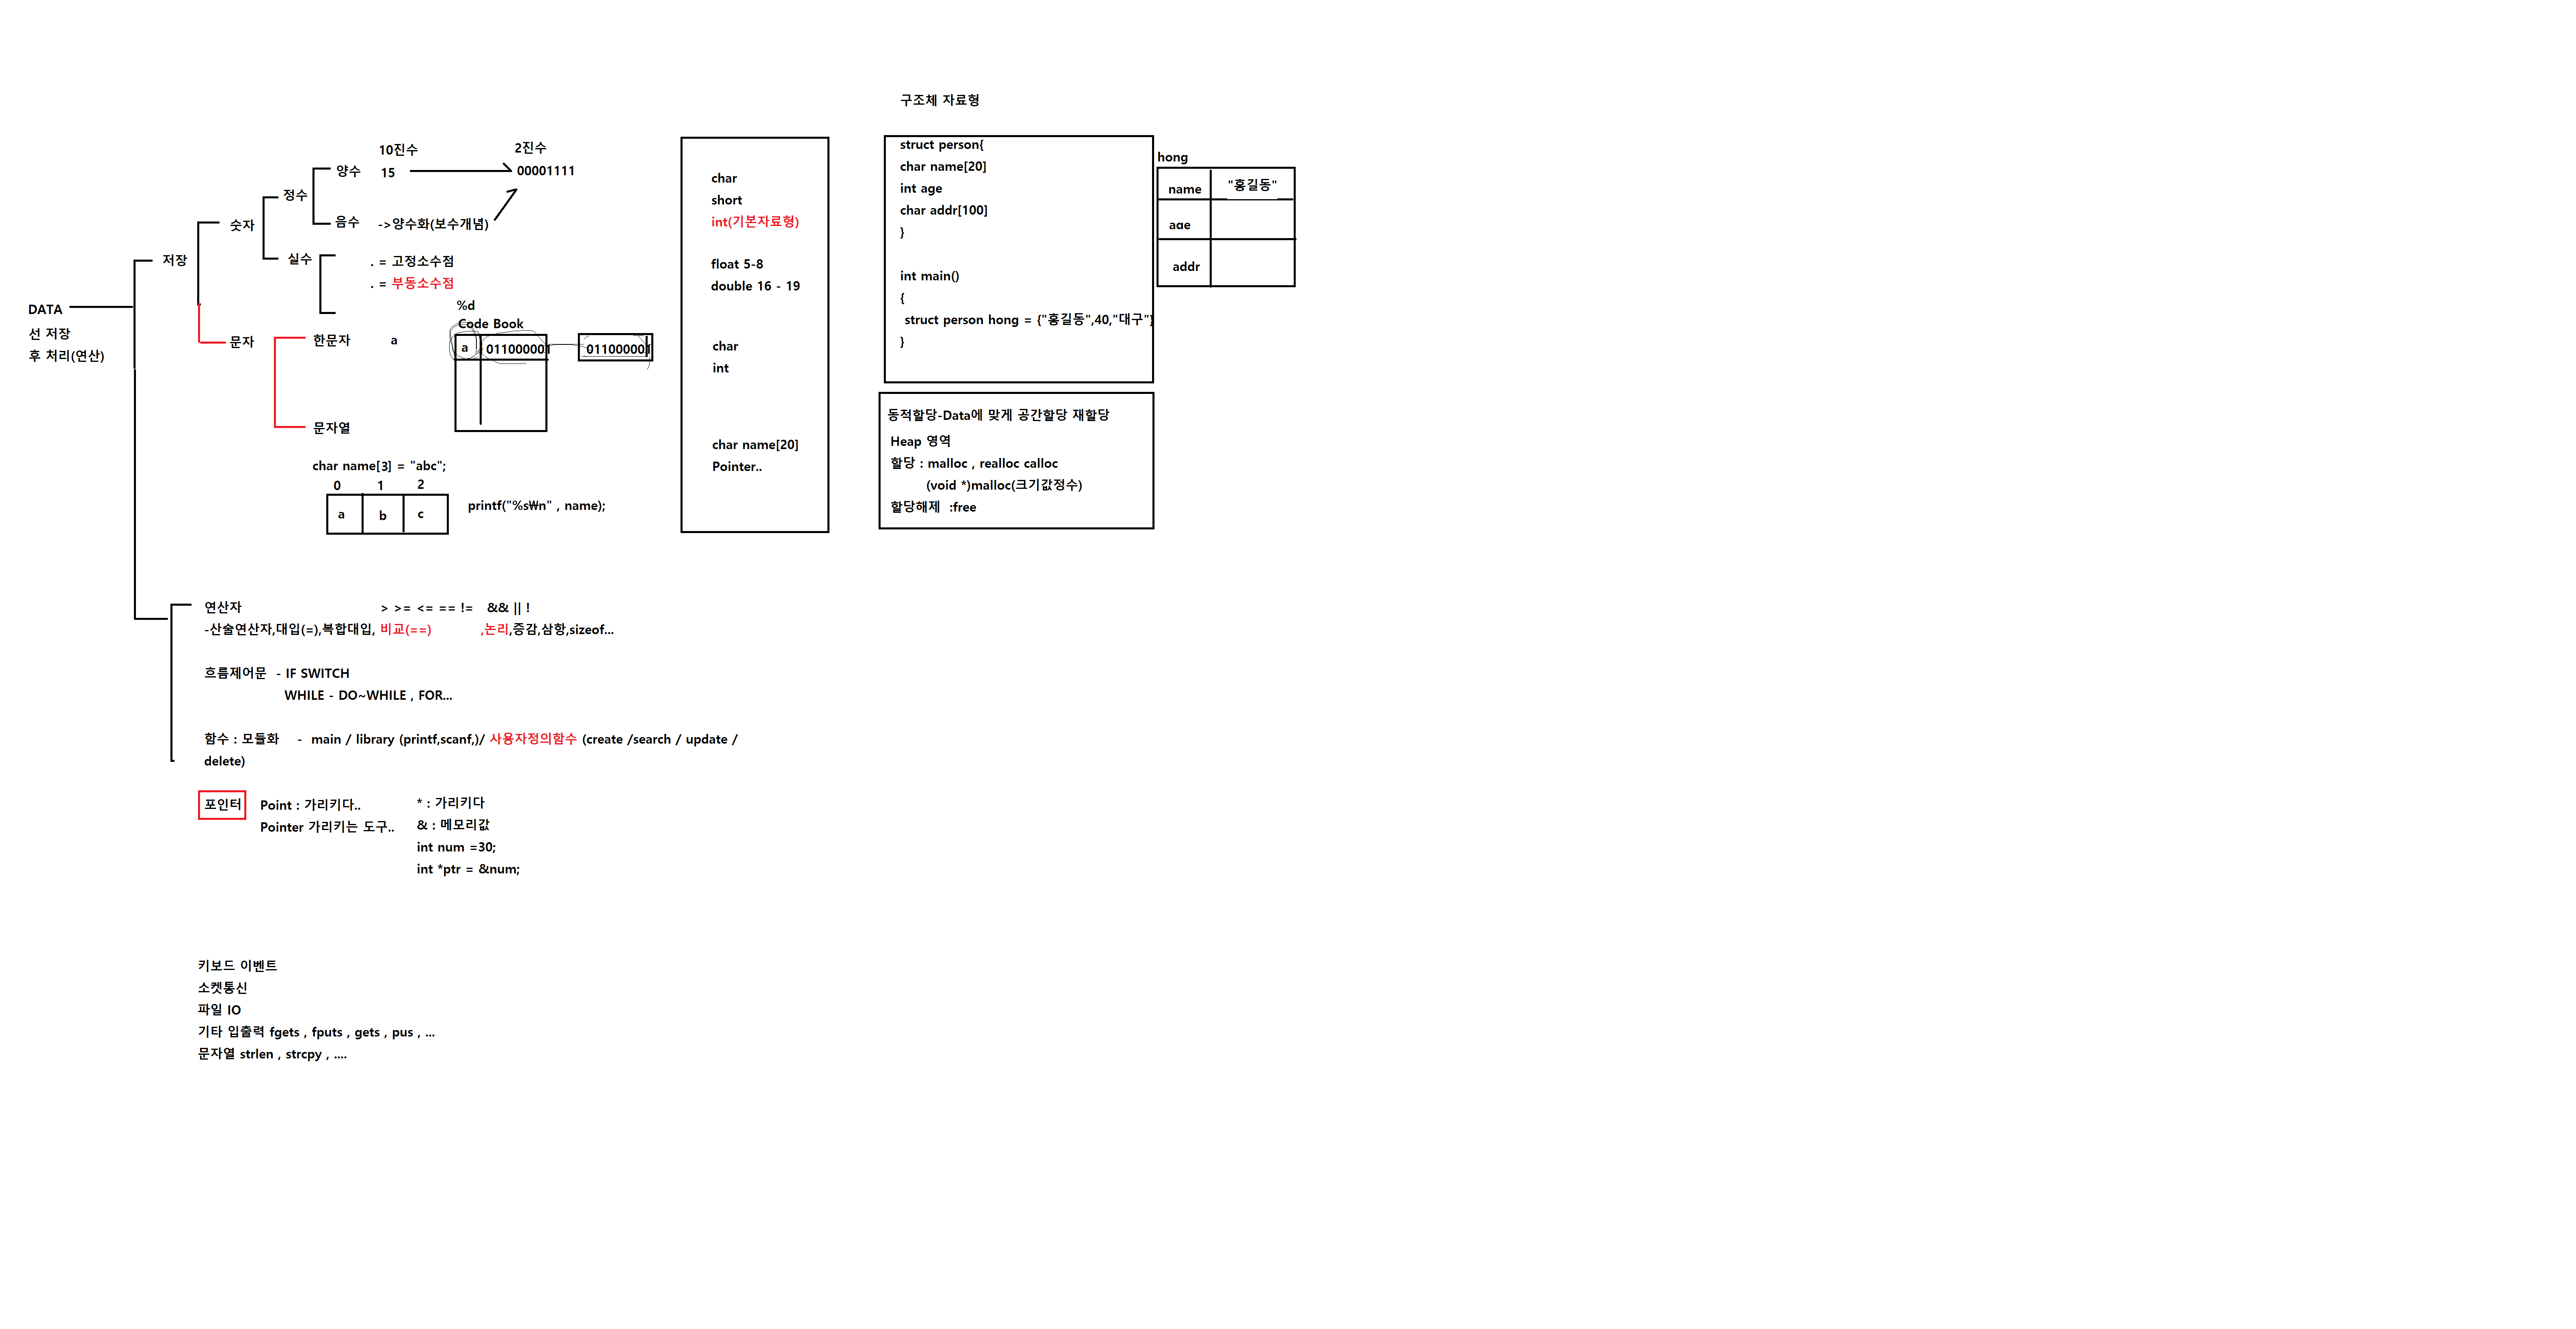 DATA
선 저장
후 처리(연산)
저장
숫자
정수
양수
10진수
15
2진수
00001111
음수
->양수화(보수개념)
실수
. = 고정소수점
. = 부동소수점
문자
한문자
a
%d
Code Book
a
011000001
011000001
문자열
char name[3] = "abc";
0 1 2
a b c
printf("%s₩n" , name);
char
short
int(기본자료형)
float 5-8
double 16 - 19
char
int
char name[20]
Pointer..
구조체 자료형
struct person{
char name[20]
int age
char addr[100]
}
int main()
{
struct person hong = {"홍길동",40,"대구"}
}
hong
name "홍길동"
age
addr
동적할당-Data에 맞게 공간할당 재할당
Heap 영역
할당 : malloc , realloc calloc
(void *)malloc(크기값정수)
할당해제 :free
연산자 > >= <= == != && || !
-산술연산자,대입(=),복합대입, 비교(==) ,논리,증감,삼항,sizeof...
흐름제어문 - IF SWITCH
WHILE - DO~WHILE , FOR...
함수 : 모듈화 - main / library (printf,scanf,)/ 사용자정의함수 (create /search / update /
delete)
포인터
Point : 가리키다..
Pointer 가리키는 도구..
* : 가리키다
& : 메모리값
int num =30;
int *ptr = &num;
키보드 이벤트
소켓통신
파일 IO
기타 입출력 fgets , fputs , gets , pus , ...
문자열 strlen , strcpy , ....